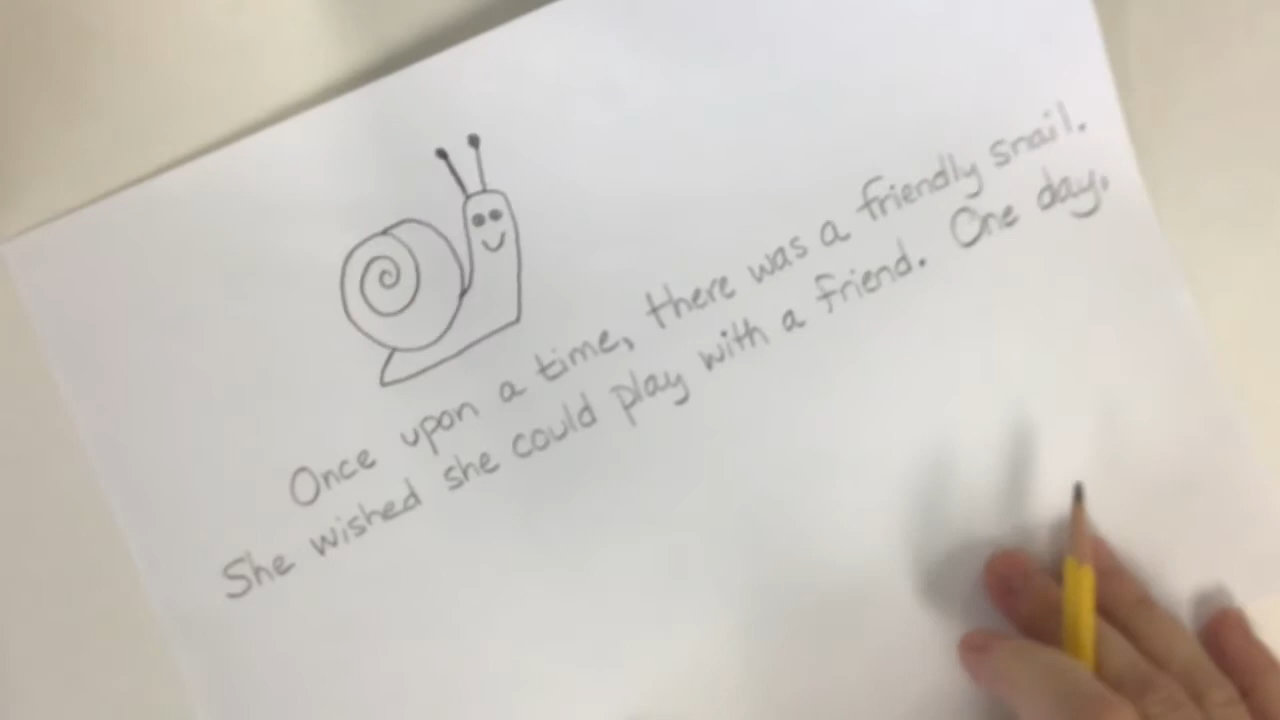 Once upon a time, there was a friendly snail.
She wished she could play with a friend. One day.